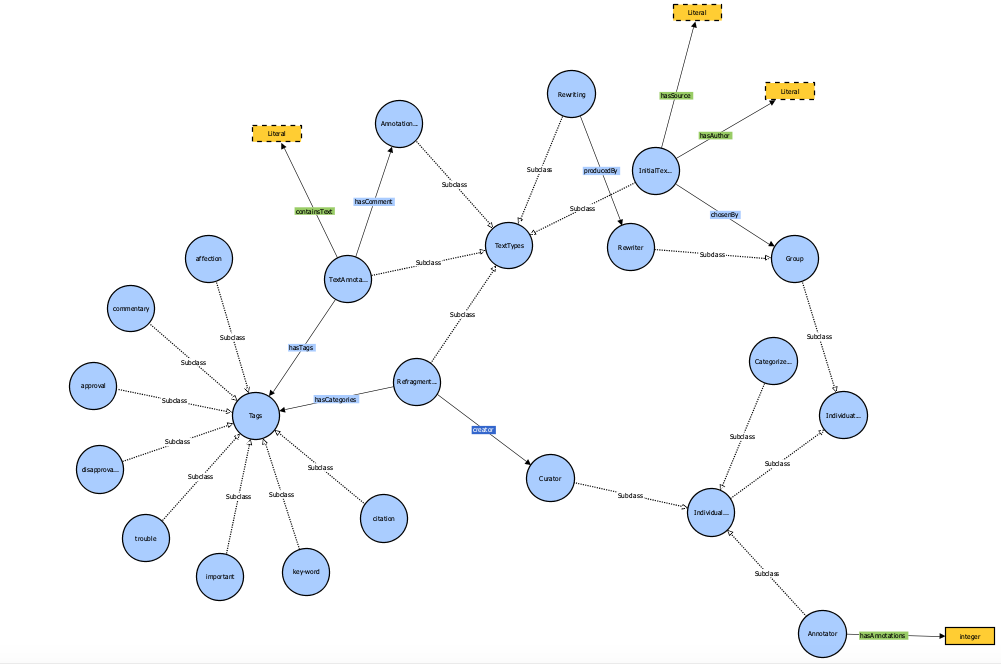 Literal
Literal
Rewriting
hasSource
Annotation...
Literal
hasAuthor
producedBy
InitialTex...
Subclass
Subclass
hasComment
containsText
Subclass
chosenBy
TextTypes
Rewriter
Subclass
Group
affection
Subclass
TextAnnota...
commentary
Subclass
Subclass
Subclass
hasTags
Subclass
Categorize...
approval
Refragment...
Subclass
hasCategories
Tags
Individuat...
creator
Subclass
Subclass
Subclass
disapprova...
Subclass
Subclass
Curator
Subclass
Subclass
Subclass
Individual...
citation
trouble
important
key-word
Subclass
Annotator
hasAnnotations
integer